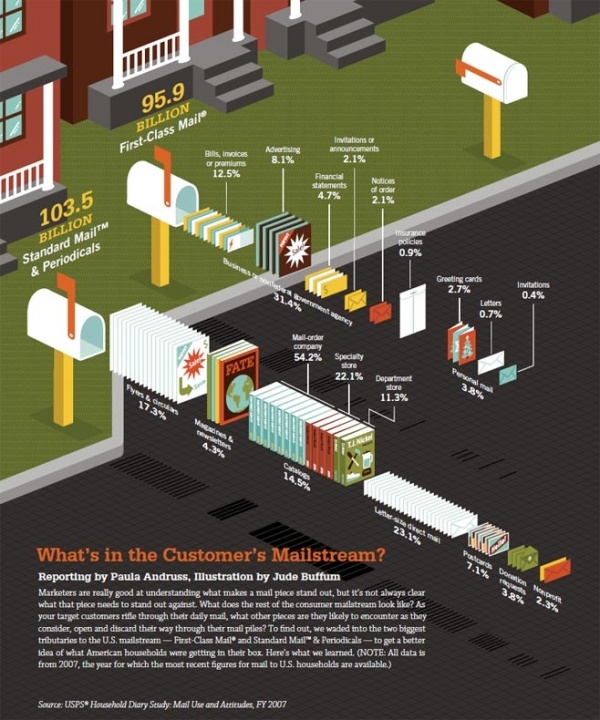 95.9
BILLION
First-Class Mail®
103.5
BILLION
Standard Mail™
& Periodicals
Bills, invoices
or premiums
12.5%
Advertising
8.1%
Financial
statements
4.7%
Invitations or
announcements
2.1%
Notices
of order
2.1%
Insurance
policies
0.9%
Business or nonfederal government agency
31.4%
Greeting cards
2.7%
Letters
0.7%
Invitations
0.4%
Personal mail
3.8%
Flyers & circulars
17.3%
FATE
Magazines &
newsletters
4.3%
Mail-order
company
54.2%
Specialty
store
22.1%
Department
store
11.3%
T.J. Nickel
Catalogs
14.5%
Letter-size direct mail
23.1%
Postcards
7.1%
Donation
requests
3.8%
Nonprofit
2.3%
What's in the Customer's Mailstream?
Reporting by Paula Andruss, Illustration by Jude Buffum
Marketers are really good at understanding what makes a mail piece stand out, but it's not always clear
what that piece needs to stand out against. What does the rest of the consumer mailstream look like? As
your target customers rifle through their daily mail, what other pieces are they likely to encounter as they
consider, open and discard their way through their mail piles? To find out, we waded into the two biggest
tributaries to the U.S. mailstream — First-Class Mail® and Standard Mail™ & Periodicals — to get a better
idea of what American households were getting in their box. Here's what we learned. (NOTE: All data is
from 2007, the year for which the most recent figures for mail to U.S. households are available.)
Source: USPS® Household Diary Study: Mail Use and Attitudes, FY 2007